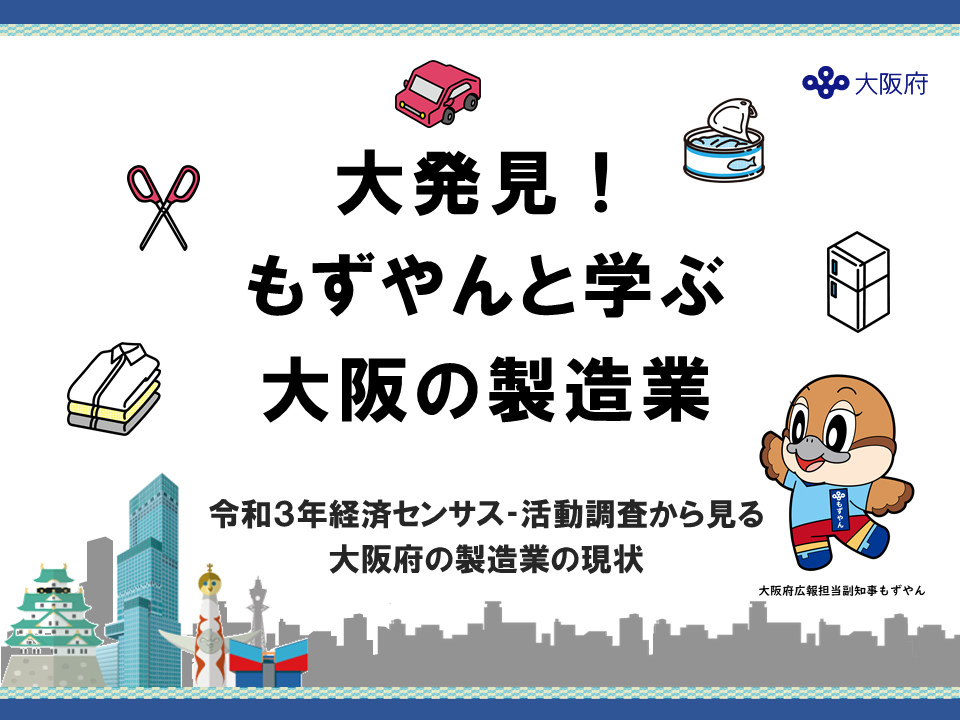 大阪府
大発見！
もずやんと学ぶ
大阪の製造業
令和３年経済センサス-活動調査から見る
大阪府の製造業の現状
もずやん
大阪府広報担当副知事もずやん